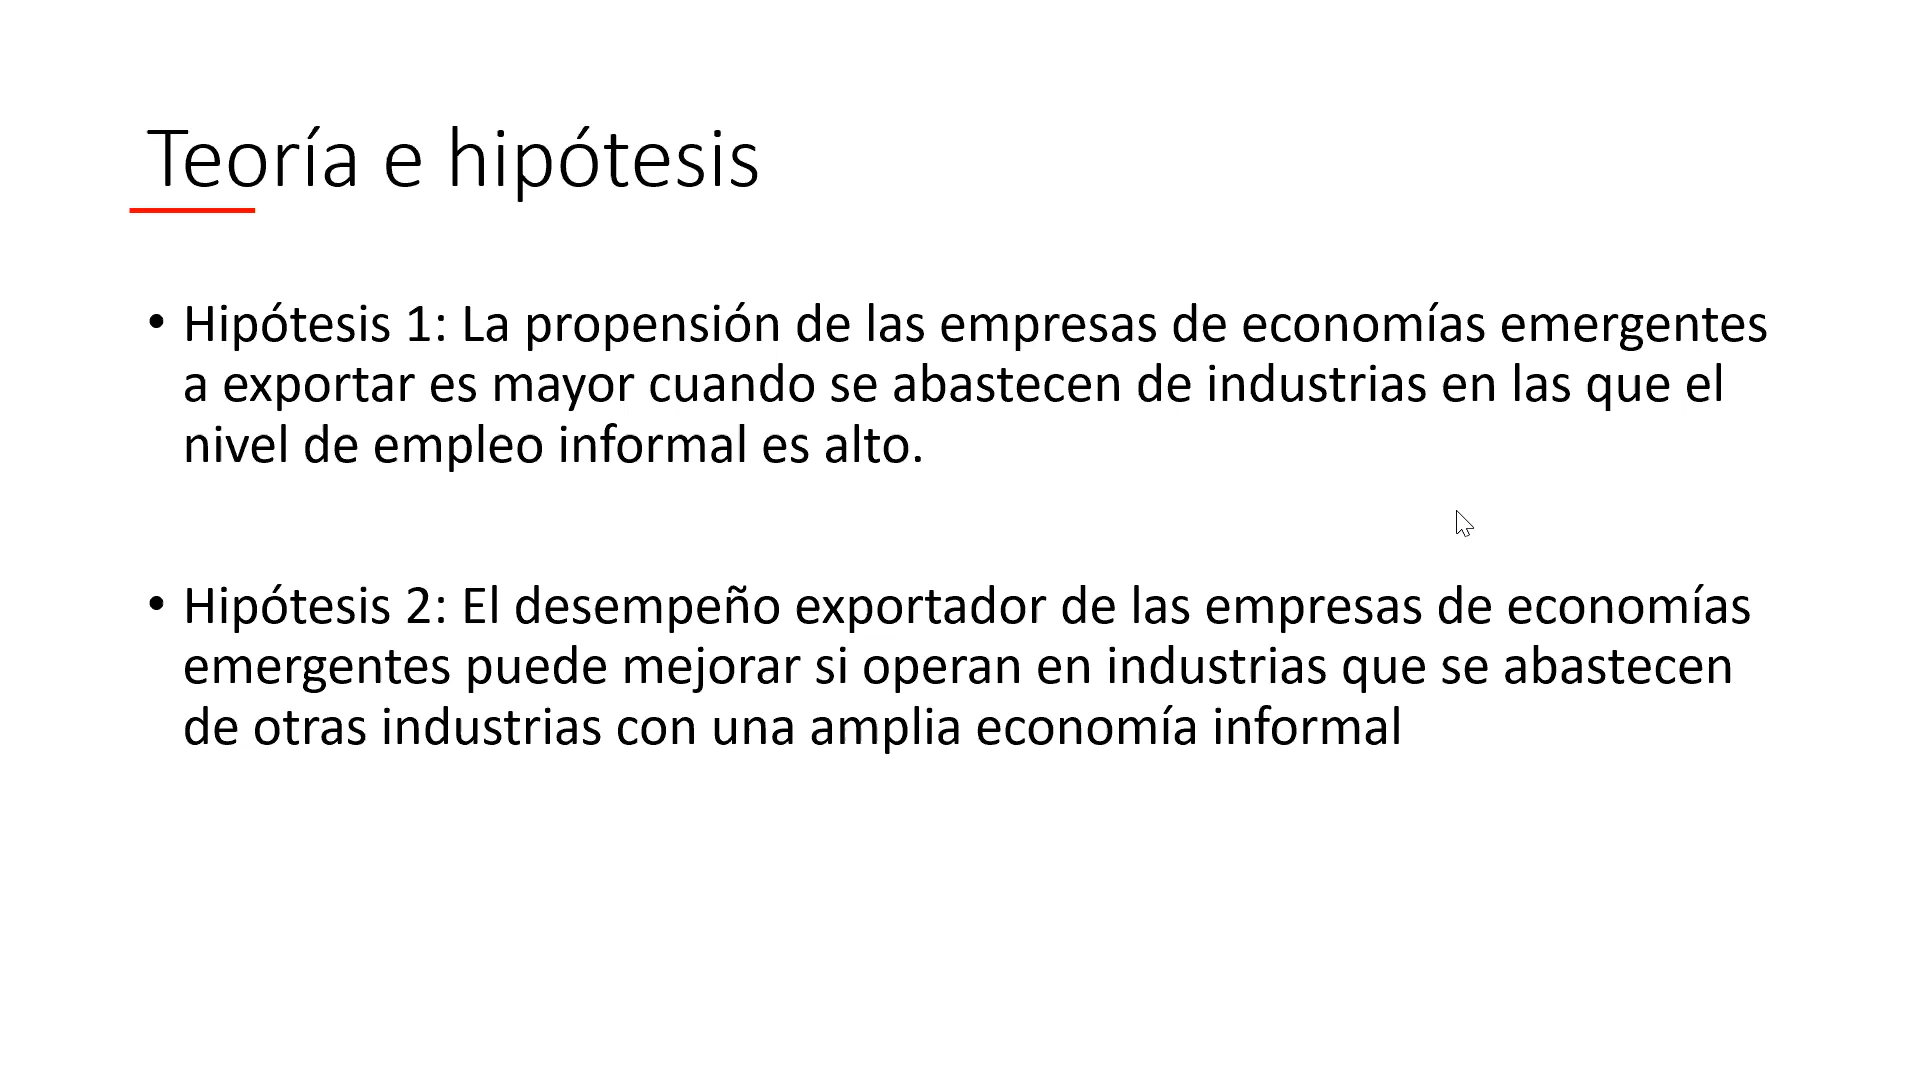 Teoría e hipótesis
• Hipótesis 1: La propensión de las empresas de economías emergentes
a exportar es mayor cuando se abastecen de industrias en las que el
nivel de empleo informal es alto.
• Hipótesis 2: El desempeño exportador de las empresas de economías
emergentes puede mejorar si operan en industrias que se abastecen
de otras industrias con una amplia economía informal